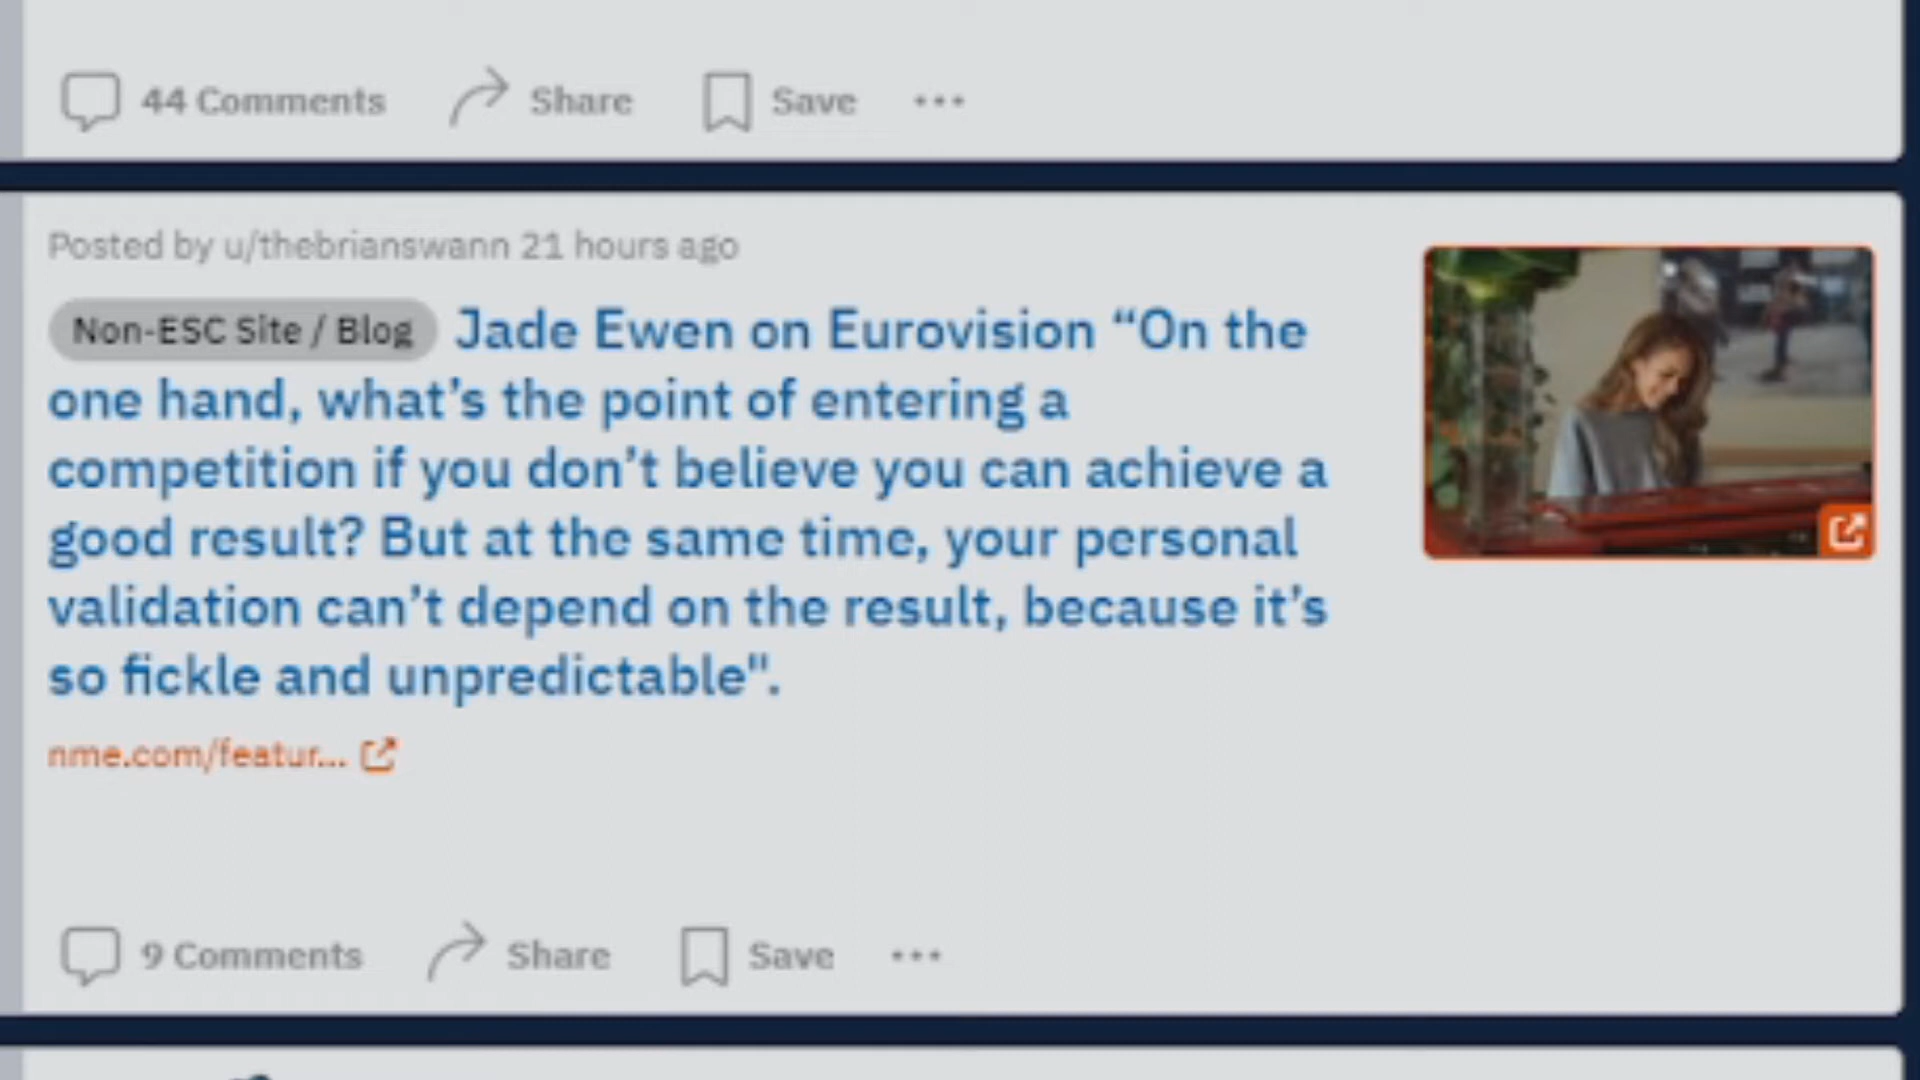 44 Comments Share Save
Posted by u/thebrianswann 21 hours ago
Non-ESC Site / Blog Jade Ewen on Eurovision “On the
one hand, what’s the point of entering a
competition if you don’t believe you can achieve a
good result? But at the same time, your personal
validation can’t depend on the result, because it’s
so fickle and unpredictable".
nme.com/featur...
9 Comments Share Save